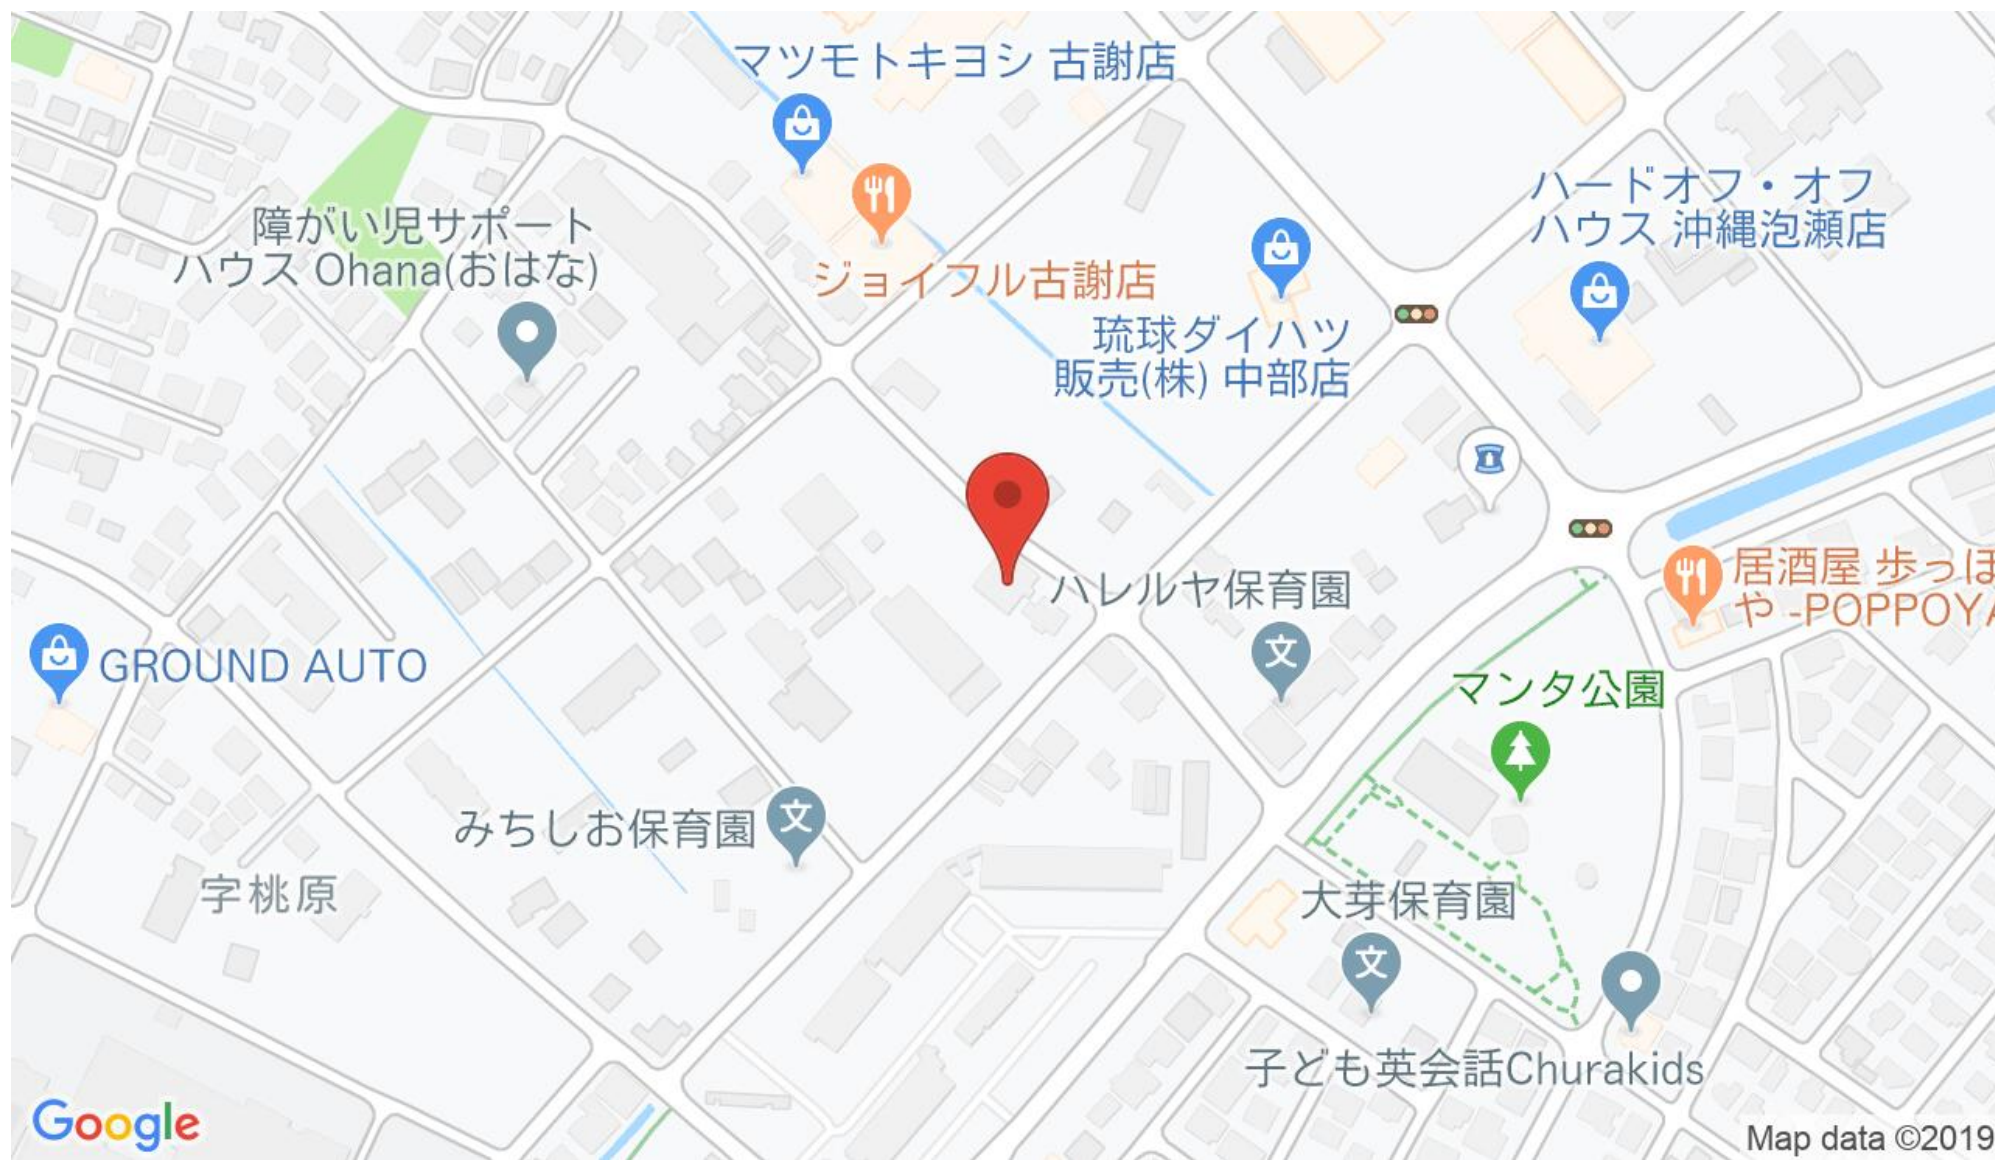 マツモトキヨシ 古謝店
ハードオフ・オフ
ハウス 沖縄泡瀬店
障がい児サポート
ハウス Ohana(おはな)
ジョイフル古謝店
琉球ダイハツ
販売(株) 中部店
ハレルヤ保育園
居酒屋 歩っほ
や -POPPOYA
GROUND AUTO
マンタ公園
みちしお保育園
字桃原
大芽保育園
子ども英会話Churakids
Google
Map data ©2019
文
文
文